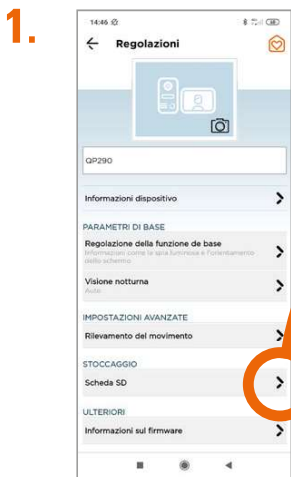 1.
14:46
Regolazioni
QP290
Informazioni dispositivo
PARAMETRI DI BASE
Regolazione della funzione de base
Informazioni come la spia luminosa e l'orientamento
dello schermo
Visione notturna
Auto
IMPOSTAZIONI AVANZATE
Rilevamento del movimento
STOCCAGGIO
Scheda SD
ULTERIORI
Informazioni sul firmware